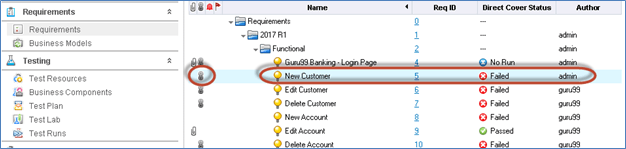 Requirements
Requirements
Business Models
Testing
Test Resources
Business Components
Test Plan
Test Lab
Test Runs
Name Req ID Direct Cover Status Author
Requirements 0 ---
2017 R1 1 --- admin
Functional 2 --- admin
Guru99 Banking - Login Page 4 No Run admin
New Customer 5 Failed admin
Edit Customer 6 Failed guru99
Delete Customer 7 Failed guru99
New Account 8 Failed guru99
Edit Account 9 Passed guru99
Delete Account 10 Failed guru99